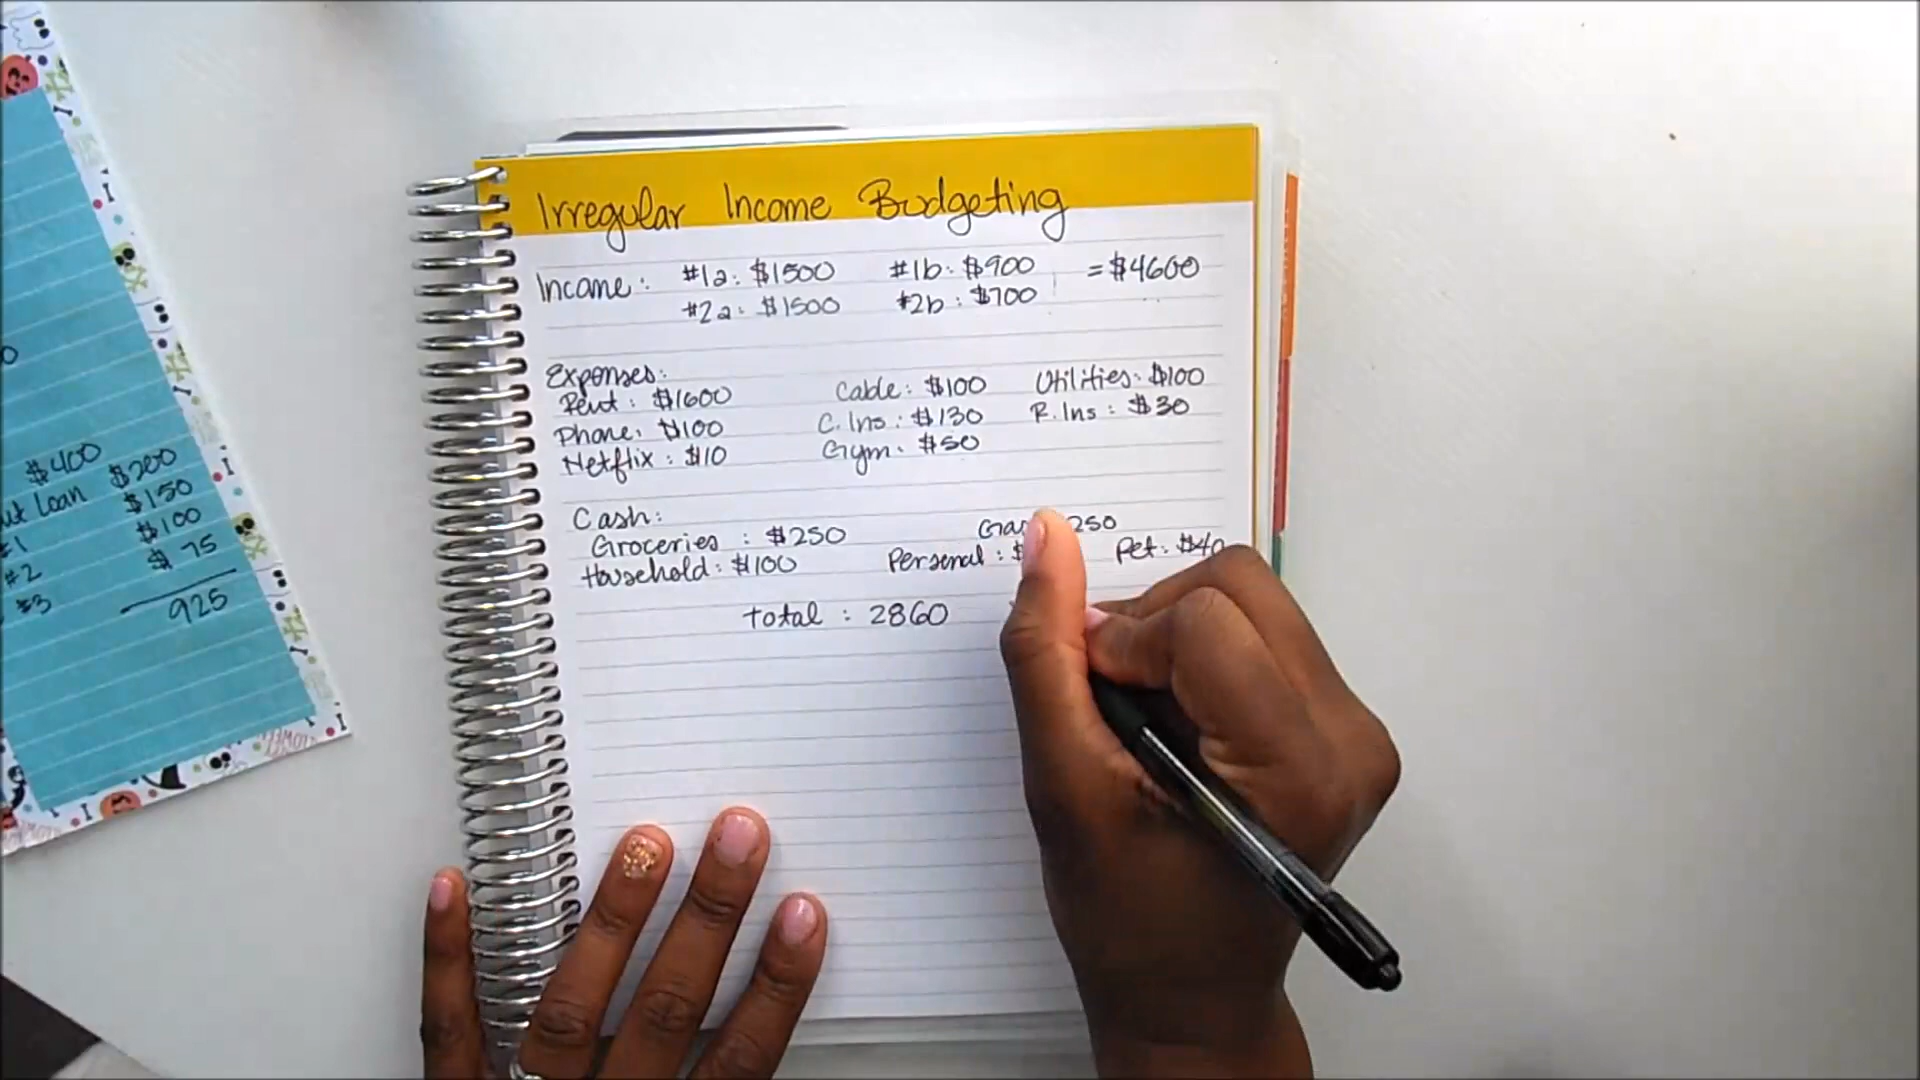 Irregular Income Budgeting
Income: #1a: $1500 #1b: $900 = $4600
#2a: $1500 #2b: $700
Expenses:
Rent: $1600 Cable: $100 Utilities: $100
Phone: $100 C. Ins: $130 R. Ins: $30
Netflix: $10 Gym: $50
Cash:
Groceries: $250 250
Household: $100 Personal: $ Pet: $40
total: 2860
$400
Loan $200
#1 $150
#2 $100
#3 $75
925